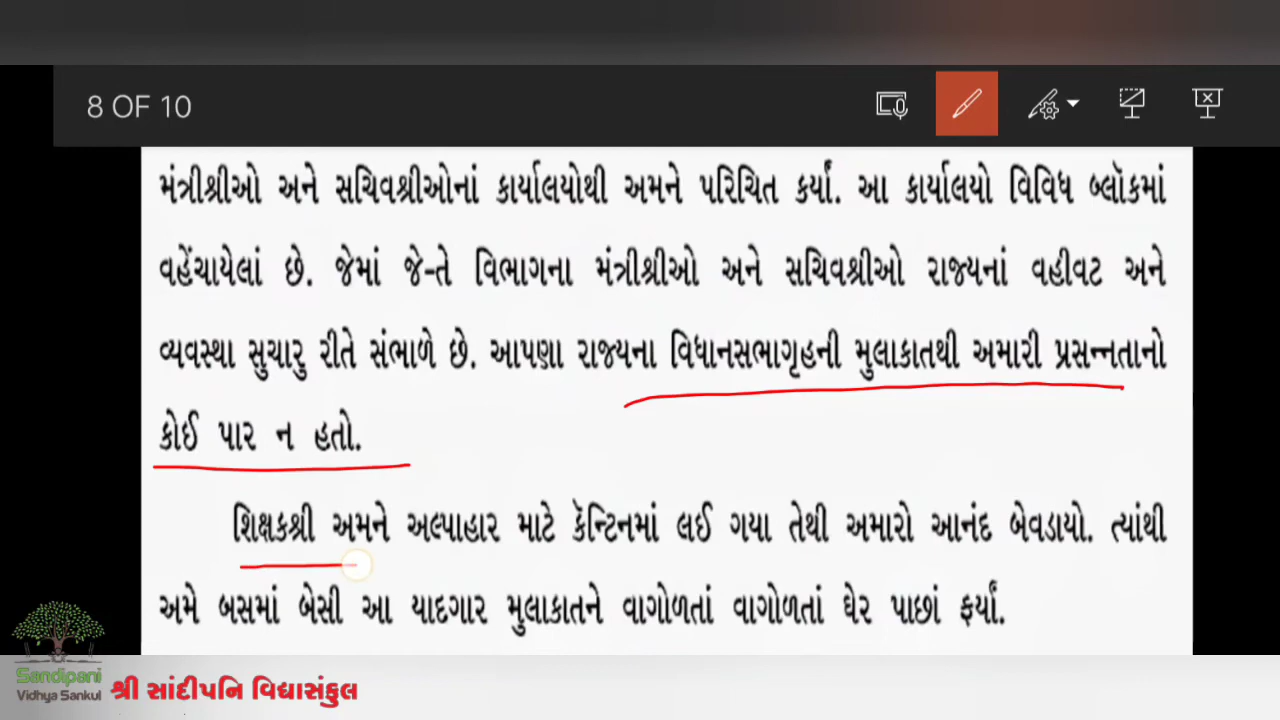 8 OF 10
મંત્રીશ્રીઓ અને સચિવશ્રીઓનાં કાર્યાલયોથી અમને પરિચિત કર્યાં. આ કાર્યાલયો વિવિધ બ્લૉકમાં
વહેંચાયેલાં છે. જેમાં જે-તે વિભાગના મંત્રીશ્રીઓ અને સચિવશ્રીઓ રાજ્યનાં વહીવટ અને
વ્યવસ્થા સુચારુ રીતે સંભાળે છે. આપણા રાજ્યના વિધાનસભાગૃહની મુલાકાતથી અમારી પ્રસન્નતાનો
કોઈ પાર ન હતો.
શિક્ષકશ્રી અમને અલ્પાહાર માટે કૅન્ટિનમાં લઈ ગયા તેથી અમારો આનંદ બેવડાયો. ત્યાંથી
અમે બસમાં બેસી આ યાદગાર મુલાકાતને વાગોળતાં વાગોળતાં ઘેર પાછાં ફર્યાં.
Sandipani
Vidhya Sankul
શ્રી સાંદીપનિ વિદ્યાસંકુલ